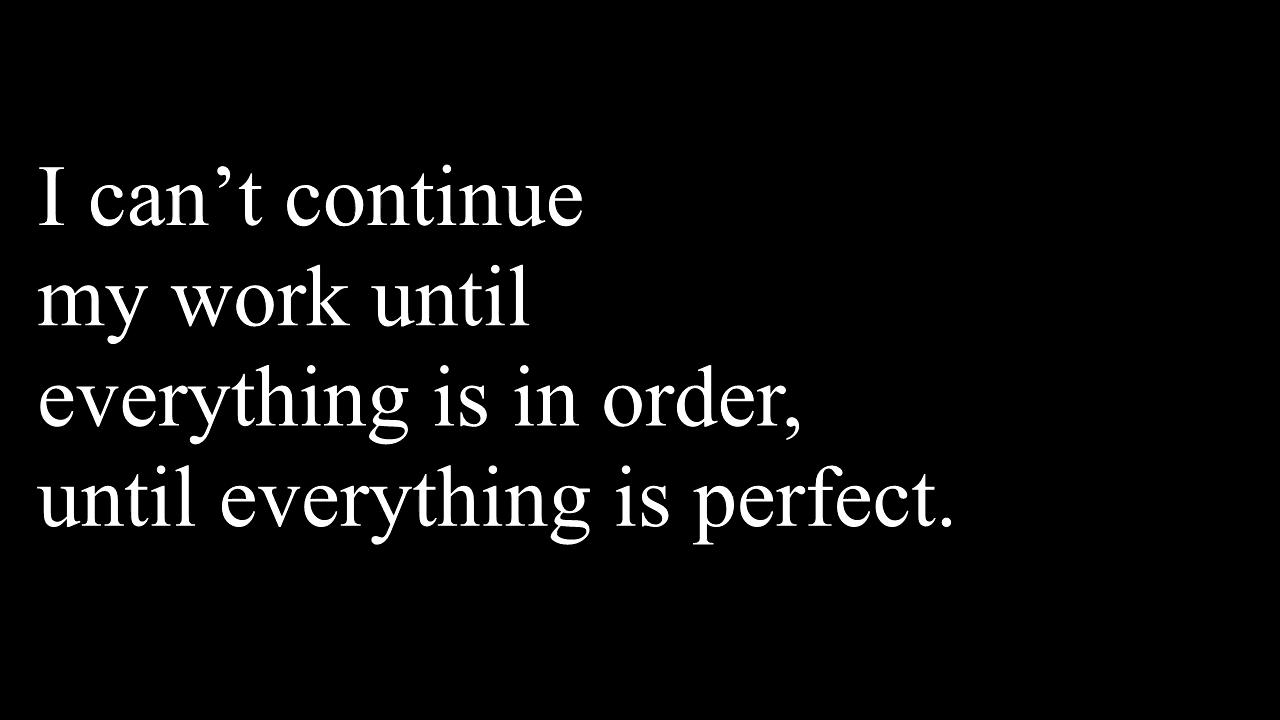 I can’t continue
my work until
everything is in order,
until everything is perfect.